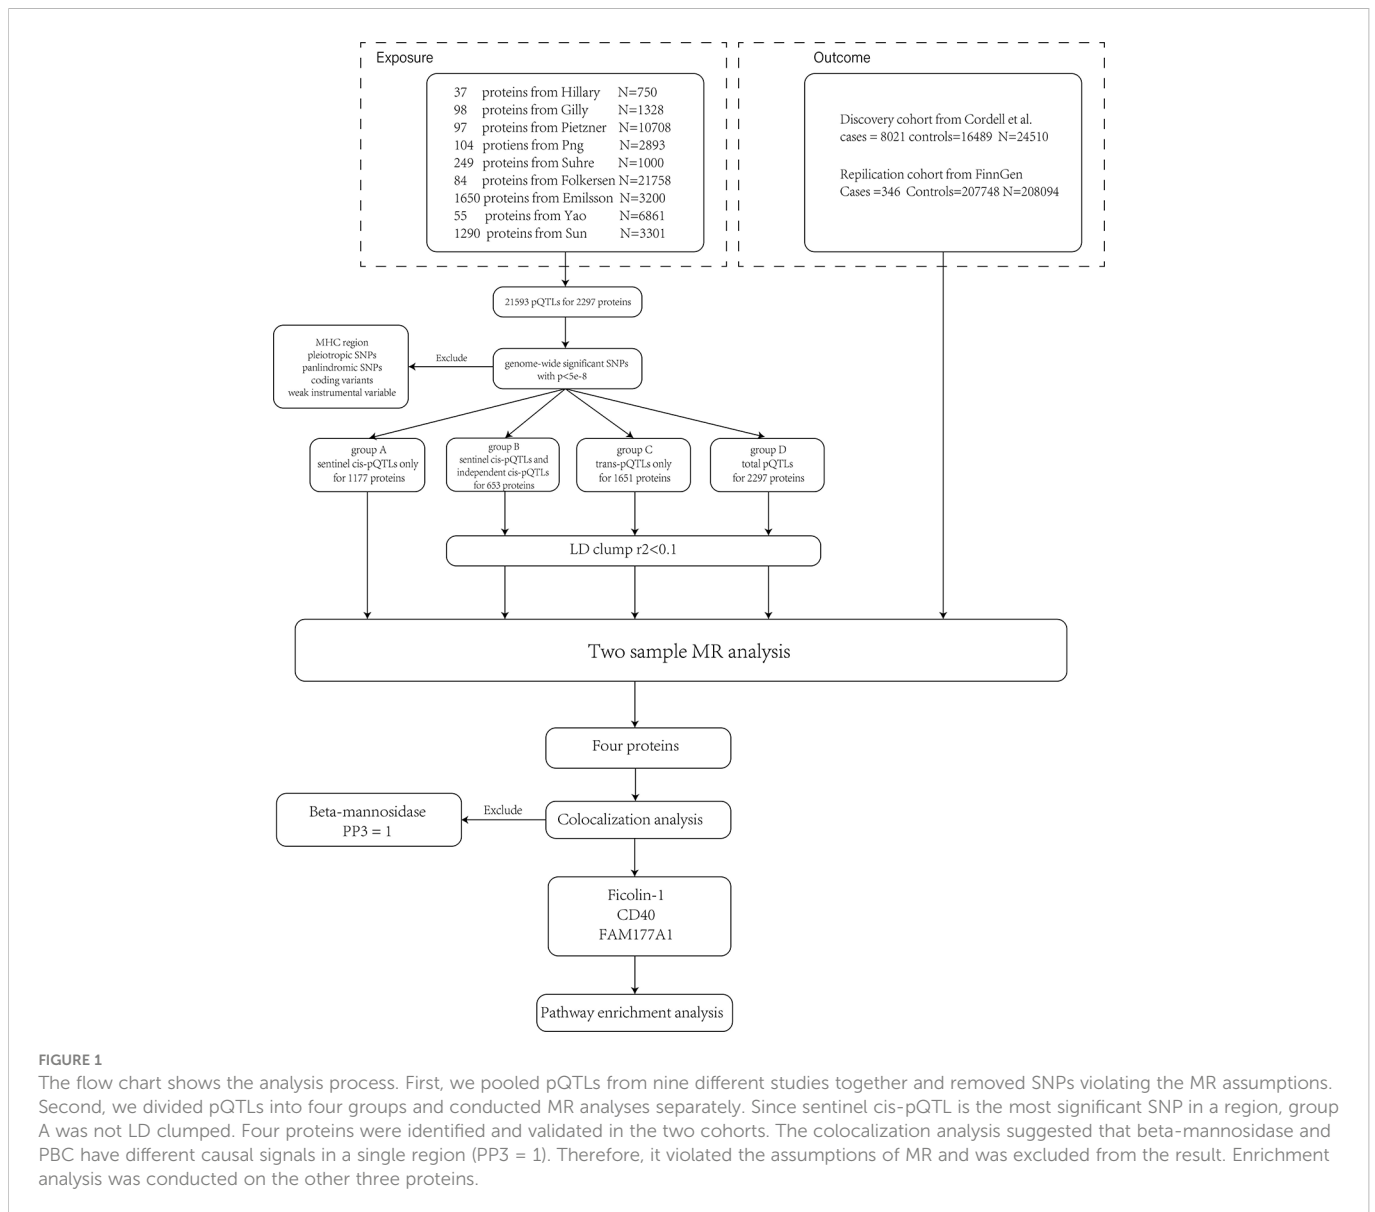 Exposure
37 proteins from Hillary N=750
98 proteins from Gilly N=1328
97 proteins from Pietzner N=10708
104 protiens from Png N=2893
249 proteins from Suhre N=1000
84 proteins from Folkersen N=21758
1650 proteins from Emilsson N=3200
55 proteins from Yao N=6861
1290 proteins from Sun N=3301
Outcome
Discovery cohort from Cordell et al.
cases = 8021 controls=16489 N=24510
Repilication cohort from FinnGen
Cases =346 Controls=207748 N=208094
21593 pQTLs for 2297 proteins
genome-wide significant SNPs
with p<5e-8
Exclude
MHC region
pleiotropic SNPs
panlindromic SNPs
coding variants
weak instrumental variable
group A
sentinel cis-pQTLs only
for 1177 proteins
group B
sentinel cis-pQTLs and
independent cis-pQTLs
for 653 proteins
group C
trans-pQTLs only
for 1651 proteins
group D
total pQTLs
for 2297 proteins
LD clump r2<0.1
Two sample MR analysis
Four proteins
Colocalization analysis
Exclude
Beta-mannosidase
PP3 = 1
Ficolin-1
CD40
FAM177A1
Pathway enrichment analysis
FIGURE 1
The flow chart shows the analysis process. First, we pooled pQTLs from nine different studies together and removed SNPs violating the MR assumptions.
Second, we divided pQTLs into four groups and conducted MR analyses separately. Since sentinel cis-pQTL is the most significant SNP in a region, group
A was not LD clumped. Four proteins were identified and validated in the two cohorts. The colocalization analysis suggested that beta-mannosidase and
PBC have different causal signals in a single region (PP3 = 1). Therefore, it violated the assumptions of MR and was excluded from the result. Enrichment
analysis was conducted on the other three proteins.